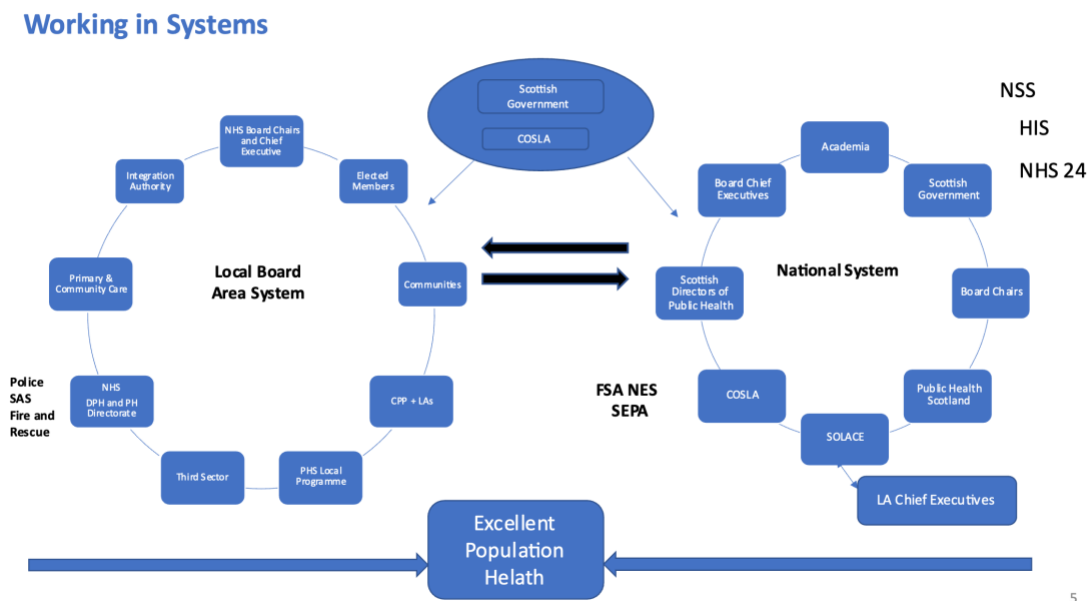 Working in Systems
Scottish
Government
COSLA
NSS
HIS
NHS 24
NHS Board Chairs
and Chief
Executive
Elected
Members
Communities
CPP + LAs
PHS Local
Programme
Third Sector
NHS
DPH and PH
Directorate
Primary &
Community Care
Integration
Authority
Local Board
Area System
Police
SAS
Fire and
Rescue
Academia
Scottish
Government
Board Chairs
Public Health
Scotland
SOLACE
COSLA
Scottish
Directors of
Public Health
Board Chief
Executives
National System
FSA NES
SEPA
LA Chief Executives
Excellent
Population
Helath
5